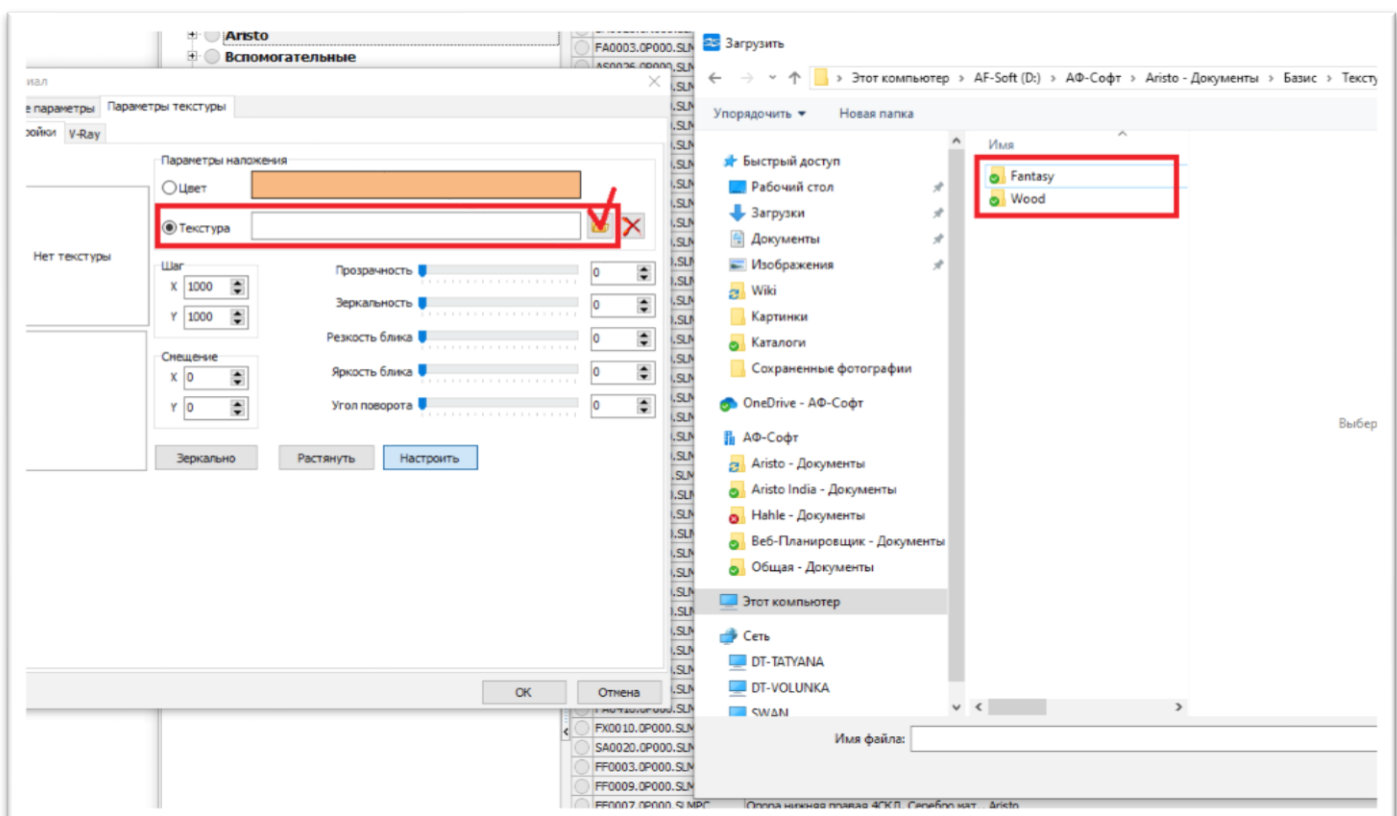 Aristo
Вспомогательные
FA0003.0P000.SLM
иал
е параметры Параметры текстуры
ройки V-Ray
Параметры наложения
Цвет
Текстура
Нет текстуры
Шаг
X 1000
Y 1000
Прозрачность 0
Зеркальность 0
Резкость блика 0
Смещение
X 0
Y 0
Яркость блика 0
Угол поворота 0
Зеркально Растянуть Настроить
ОК Отмена
FX0010.0P000.SLM
SA0020.0P000.SLM
FF0003.0P000.SLM
FF0009.0P000.SLM
FF0007.0P000.SLMPC Опора нижняя правая 4СКЛ, Серебро мат., Aristo
Загрузить
Этот компьютер > AF-Soft (D:) > АФ-Софт > Aristo - Документы > Базис > Тексту
Упорядочить Новая папка
Имя
Fantasy
Wood
Быстрый доступ
Рабочий стол
Загрузки
Документы
Изображения
Wiki
Картинки
Каталоги
Сохраненные фотографии
OneDrive - АФ-Софт
АФ-Софт
Aristo - Документы
Aristo India - Документы
Hahle - Документы
Веб-Планировщик - Документы
Общая - Документы
Этот компьютер
Сеть
DT-TATYANA
DT-VOLUNKA
SWAN
Выбер
Имя файла: